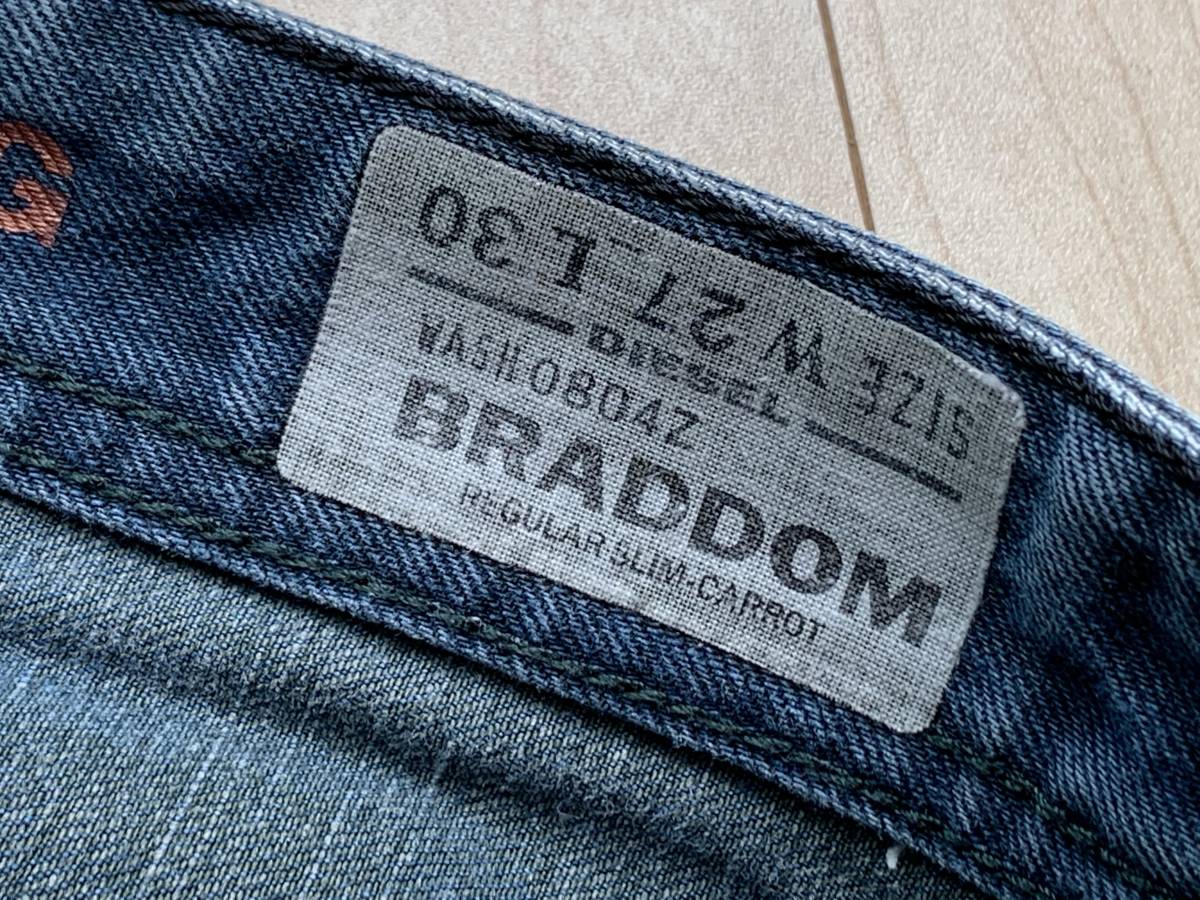 G
SIZE W 27 L 30
DIESEL
WASH 0804Z
BRADDOM
REGULAR SLIM-CARROT